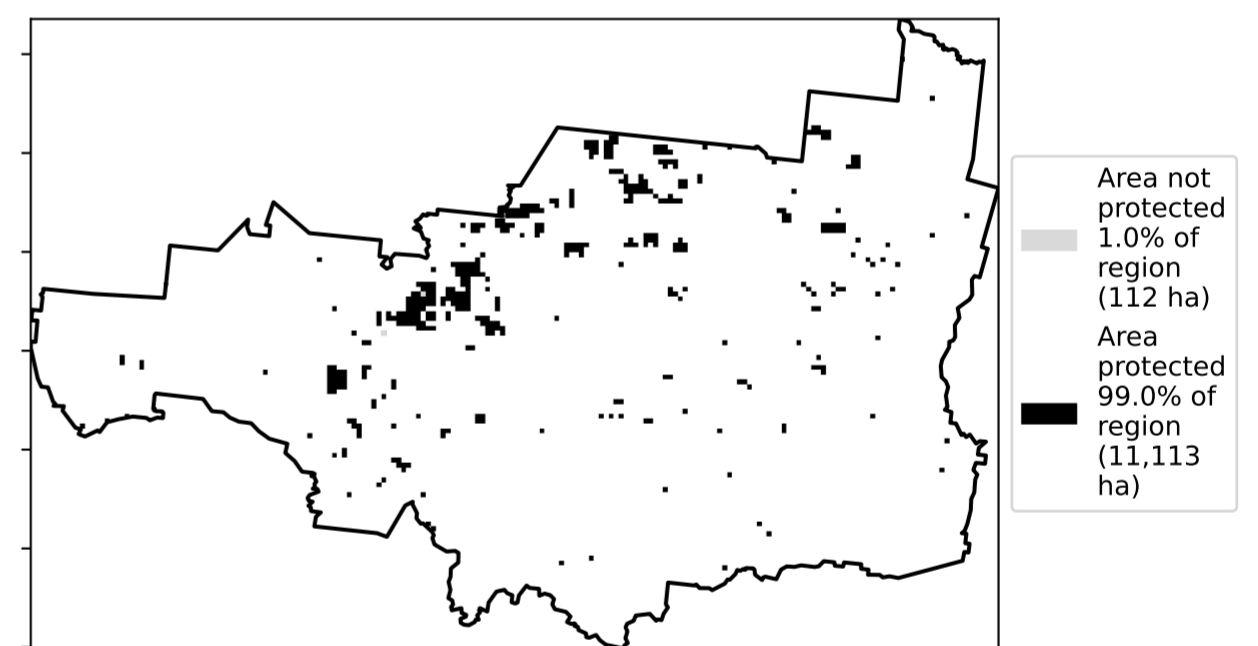 Area not
protected
1.0% of
region
(112 ha)
Area
protected
99.0% of
region
(11,113
ha)